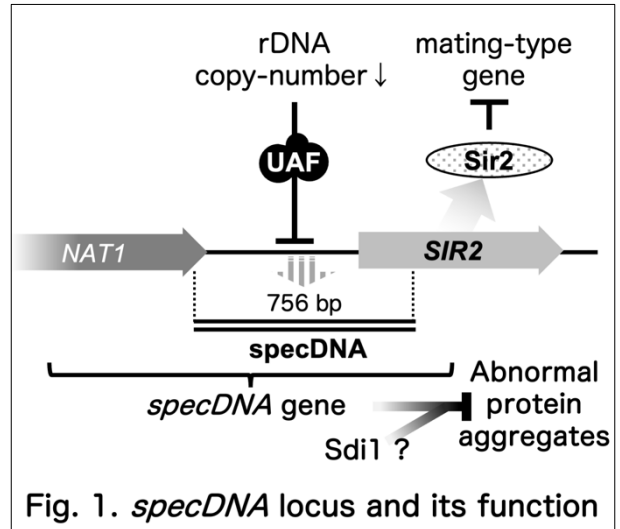 rDNA
copy-number ↓
mating-type
gene
UAF
Sir2
NAT1
SIR2
756 bp
specDNA
specDNA gene
Abnormal
protein
aggregates
Sdi1 ?
Fig. 1. specDNA locus and its function